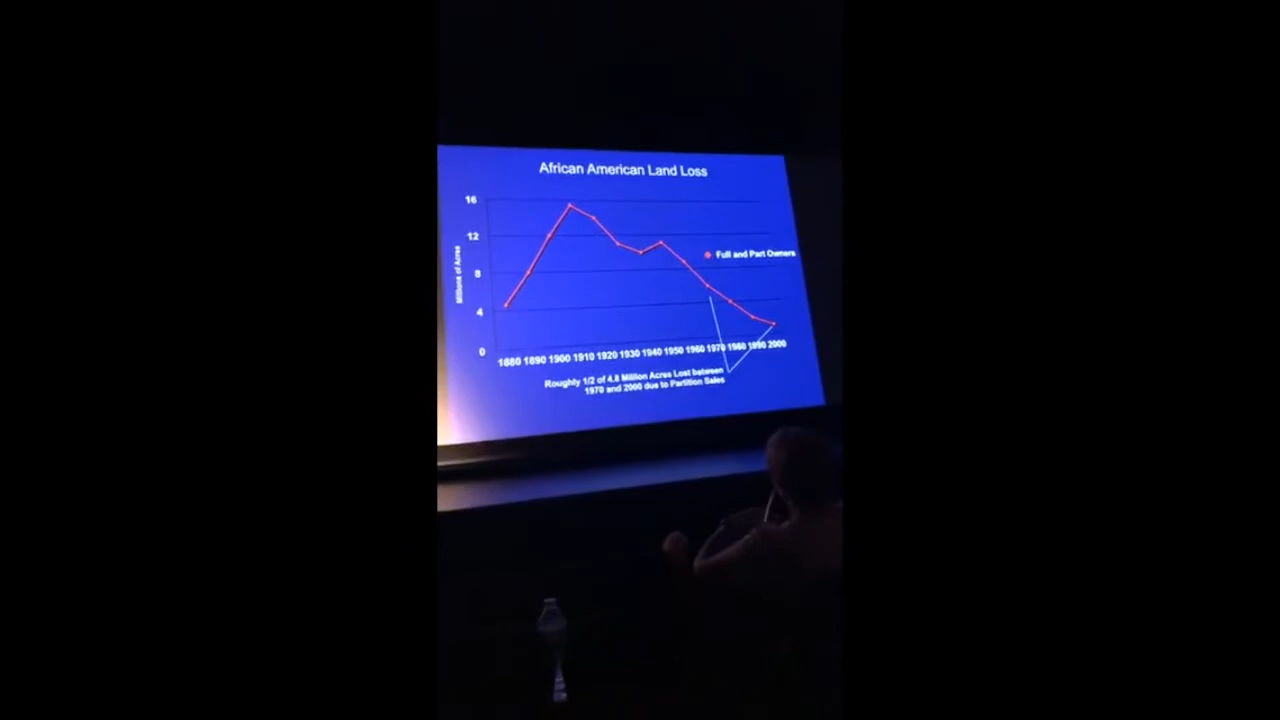 African American Land Loss
16
12
8
4
0
Millions of Acres
Full and Part Owners
1880 1890 1900 1910 1920 1930 1940 1950 1960 1970 1980 1990 2000
Roughly 1/2 of 4.8 Million Acres Lost between
1970 and 2000 due to Partition Sales